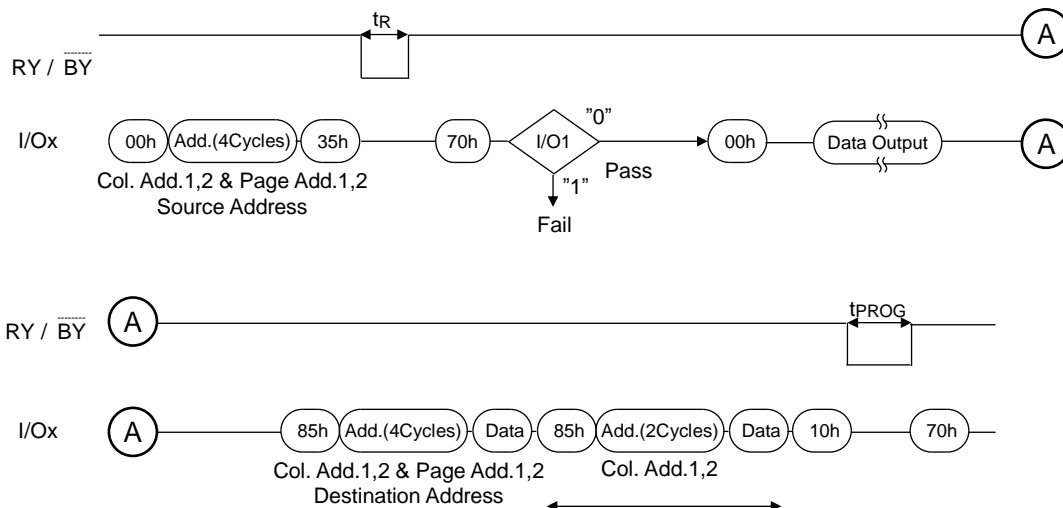 tR
A
RY / BY
I/Ox
00h Add.(4Cycles) 35h 70h I/O1 "0" Pass 00h Data Output A
"1"
Fail
Col. Add.1,2 & Page Add.1,2
Source Address
tPROG
RY / BY A
I/Ox A 85h Add.(4Cycles) Data 85h Add.(2Cycles) Data 10h 70h
Col. Add.1,2 & Page Add.1,2 Col. Add.1,2
Destination Address